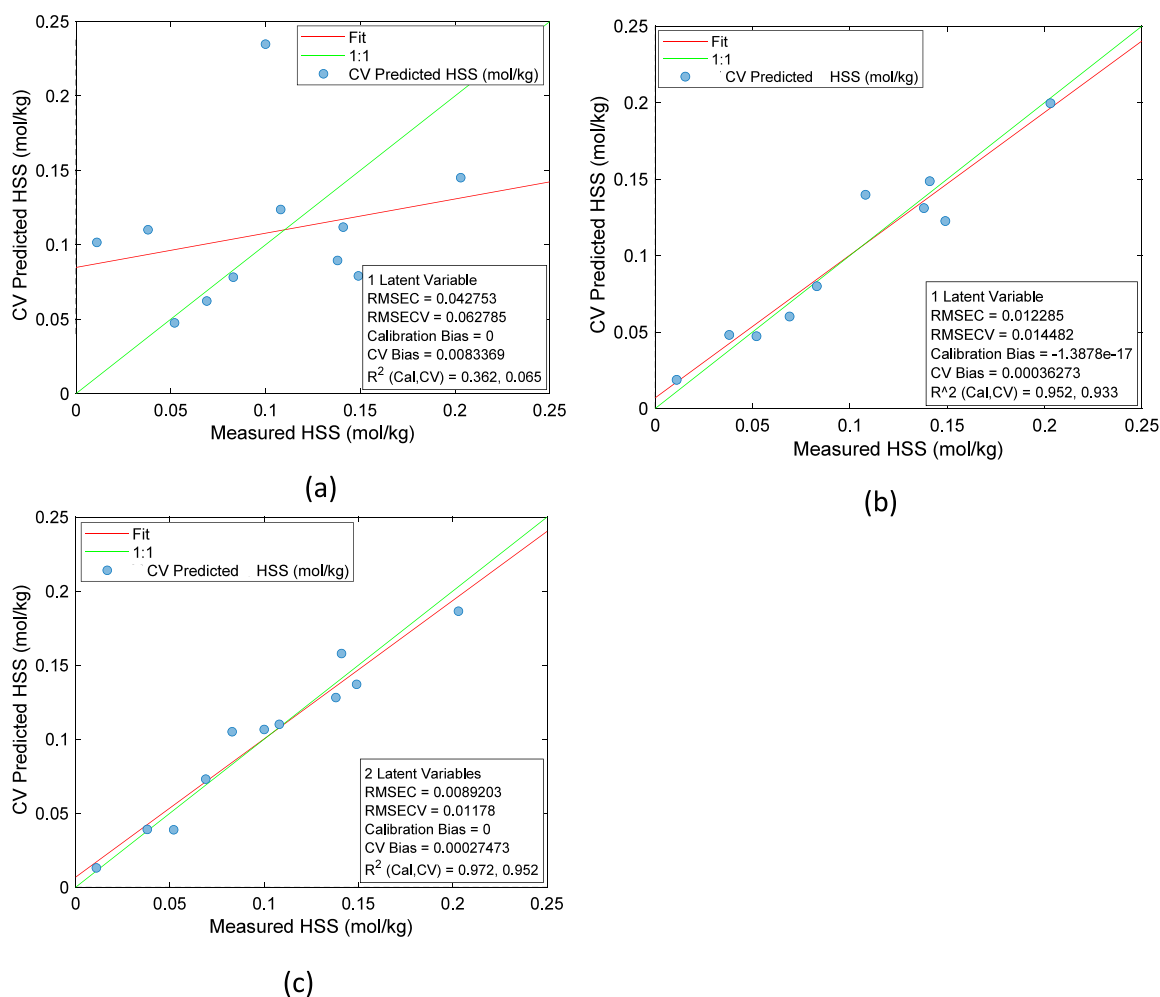 0.25
0.2
0.15
0.1
0.05
0
CV Predicted HSS (mol/kg)
Fit
1:1
CV Predicted HSS (mol/kg)
1 Latent Variable
RMSEC = 0.042753
RMSECV = 0.062785
Calibration Bias = 0
CV Bias = 0.0083369
R² (Cal,CV) = 0.362, 0.065
0 0.05 0.1 0.15 0.2 0.25
Measured HSS (mol/kg)
(a)
0.25
0.2
0.15
0.1
0.05
0
CV Predicted HSS (mol/kg)
Fit
1:1
CV Predicted HSS (mol/kg)
1 Latent Variable
RMSEC = 0.012285
RMSECV = 0.014482
Calibration Bias = -1.3878e-17
CV Bias = 0.00036273
R^2 (Cal,CV) = 0.952, 0.933
0 0.05 0.1 0.15 0.2 0.25
Measured HSS (mol/kg)
(b)
0.25
0.2
0.15
0.1
0.05
0
CV Predicted HSS (mol/kg)
Fit
1:1
CV Predicted HSS (mol/kg)
2 Latent Variables
RMSEC = 0.0089203
RMSECV = 0.01178
Calibration Bias = 0
CV Bias = 0.00027473
R² (Cal,CV) = 0.972, 0.952
0 0.05 0.1 0.15 0.2 0.25
Measured HSS (mol/kg)
(c)